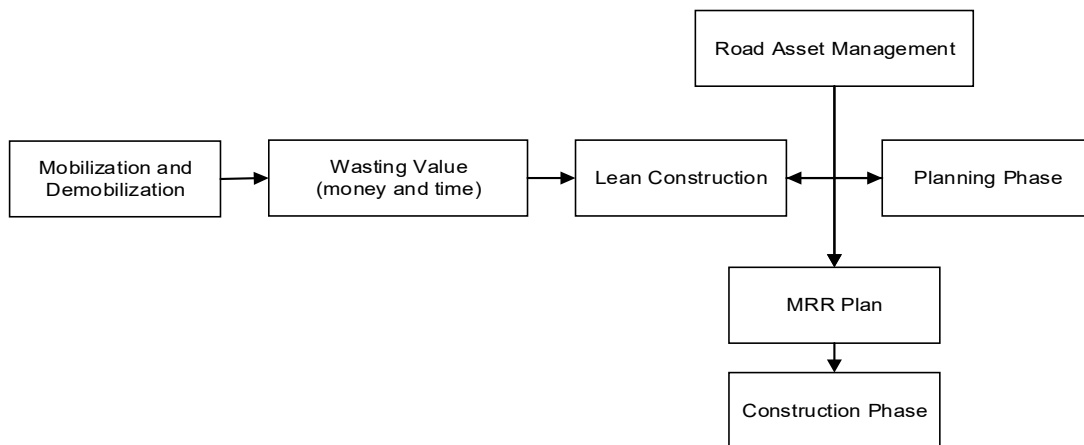 Road Asset Management
Mobilization and
Demobilization
Wasting Value
(money and time)
Lean Construction
Planning Phase
MRR Plan
Construction Phase